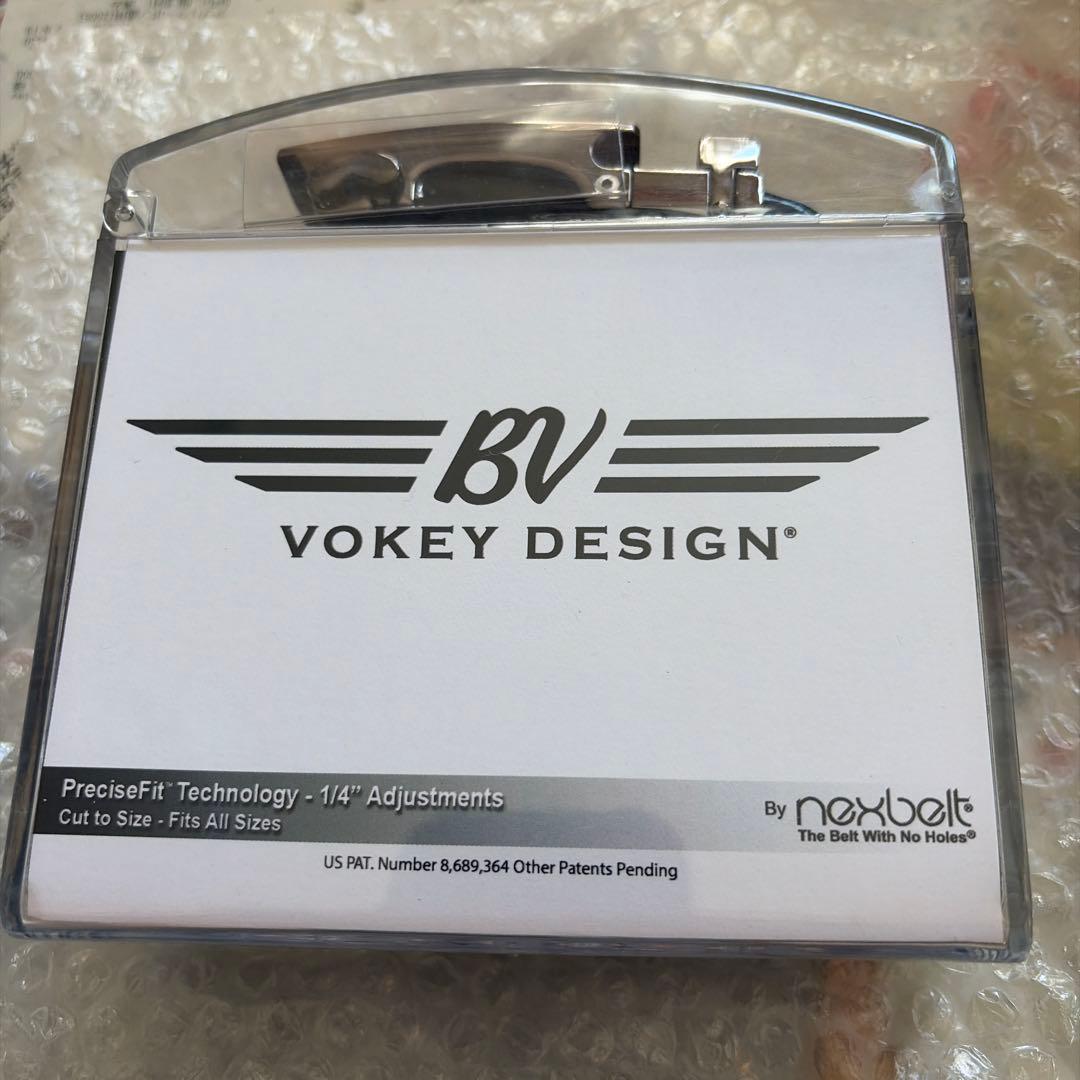 BV
VOKEY DESIGN®
PreciseFit™ Technology - 1/4” Adjustments
Cut to Size - Fits All Sizes
By nexbelt®
The Belt With No Holes®
US PAT. Number 8,689,364 Other Patents Pending